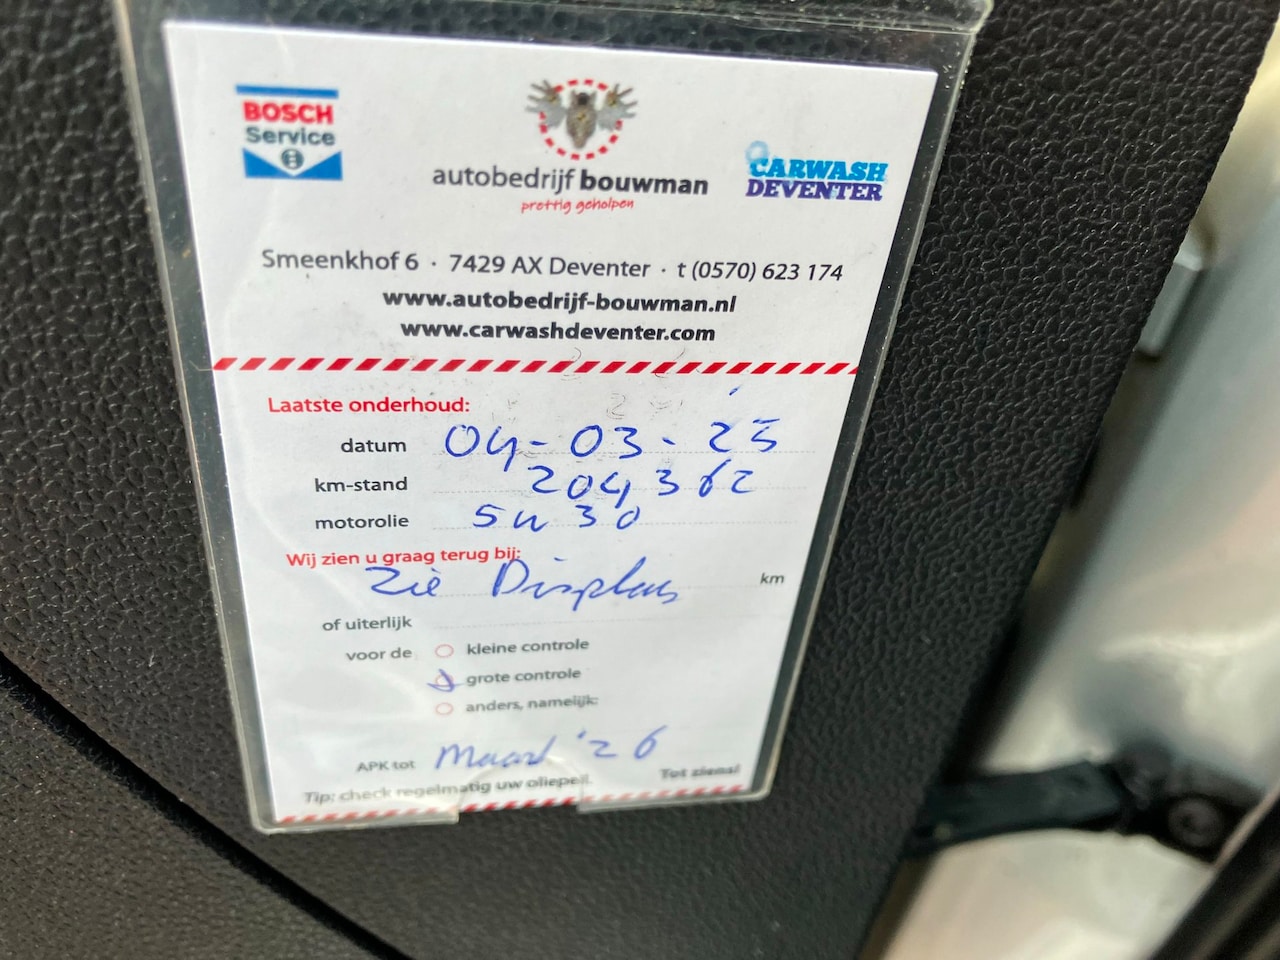 BOSCH
Service
autobedrijf bouwman
prettig geholpen
CARWASH
DEVENTER
Smeenkhof 6 · 7429 AX Deventer · t (0570) 623 174
www.autobedrijf-bouwman.nl
www.carwashdeventer.com
Laatste onderhoud:
datum 04-03-25
km-stand 204362
motorolie 5W30
Wij zien u graag terug bij:
Zie Display km
of uiterlijk
voor de kleine controle
grote controle
anders, namelijk:
APK tot Maart '26
Tip: check regelmatig uw oliepeil. Tot ziens!